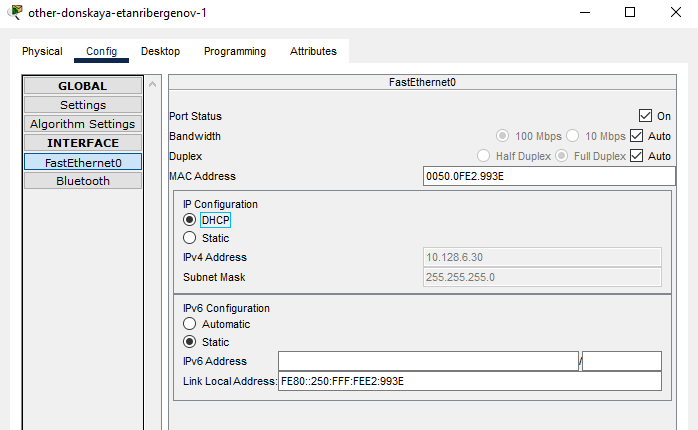 other-donskaya-etanribergenov-1
Physical Config Desktop Programming Attributes
GLOBAL
Settings
Algorithm Settings
INTERFACE
FastEthernet0
Bluetooth
FastEthernet0
Port Status On
Bandwidth 100 Mbps 10 Mbps Auto
Duplex Half Duplex Full Duplex Auto
MAC Address 0050.0FE2.993E
IP Configuration
DHCP
Static
IPv4 Address 10.128.6.30
Subnet Mask 255.255.255.0
IPv6 Configuration
Automatic
Static
IPv6 Address /
Link Local Address: FE80::250:FFF:FEE2:993E